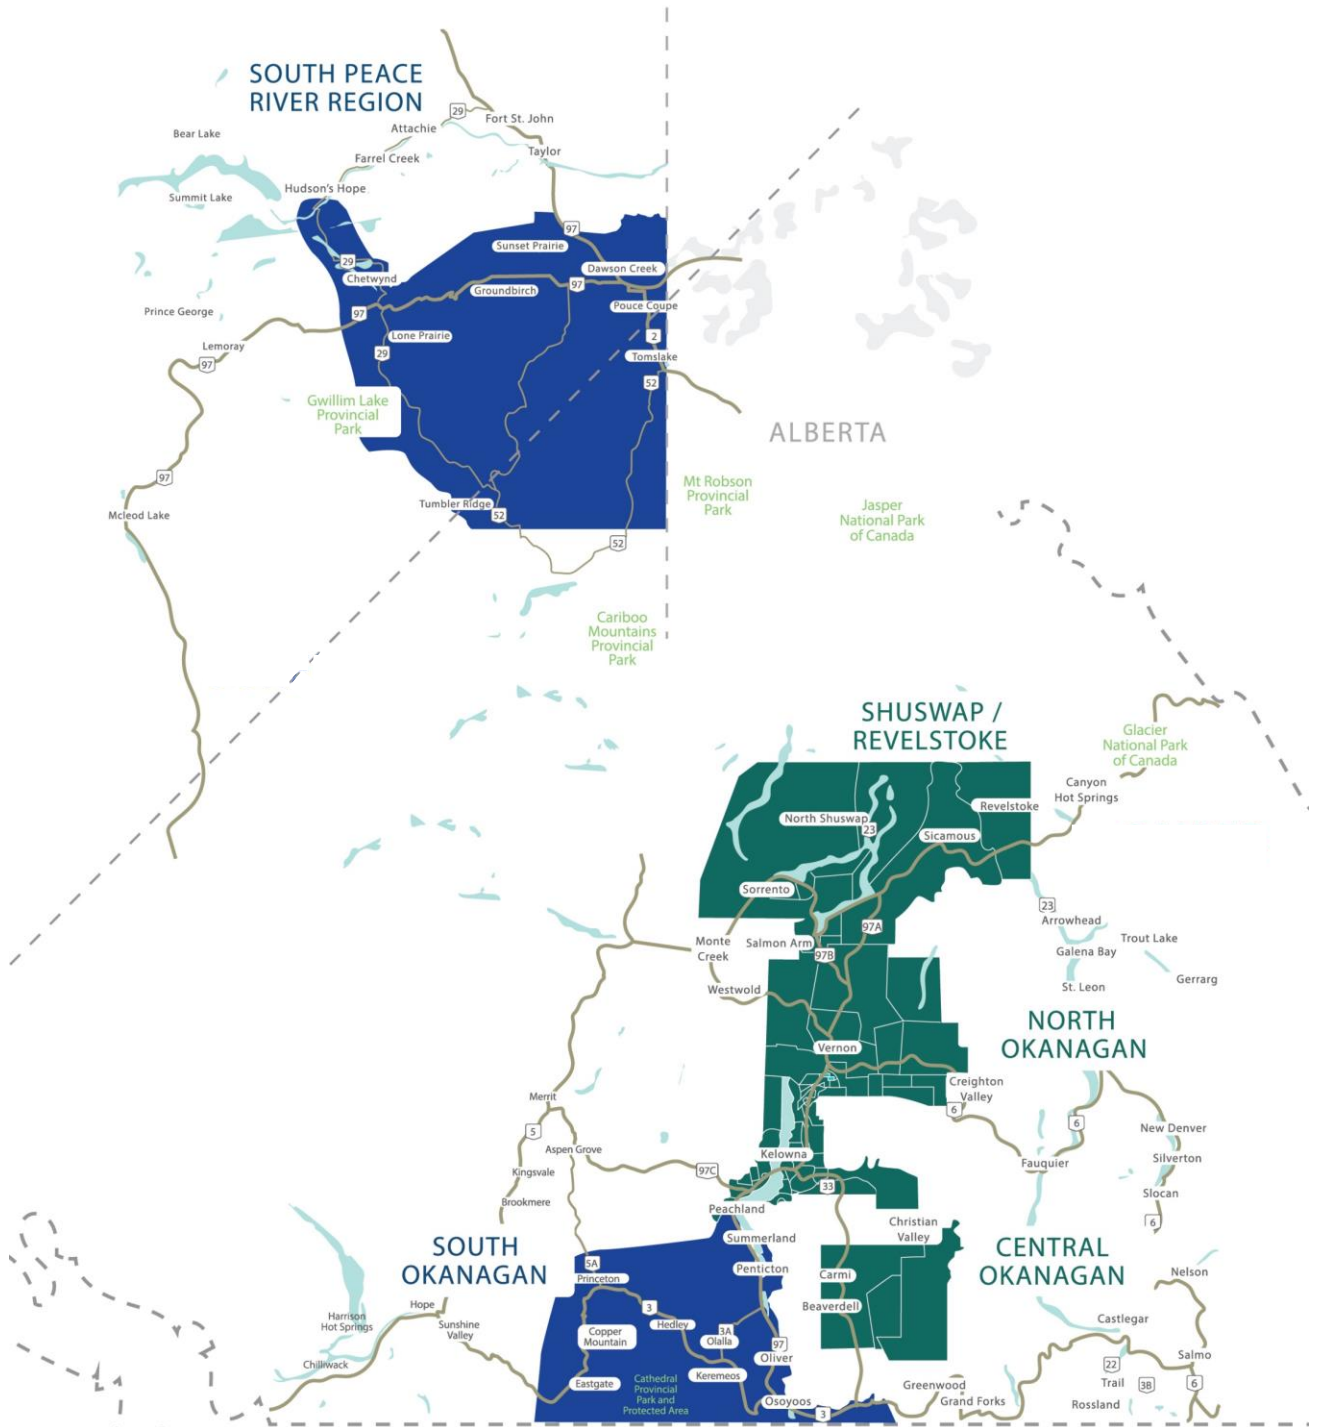 SOUTH PEACE
RIVER REGION
29
Fort St. John
Attachie
Bear Lake
Farrel Creek
Taylor
Hudson's Hope
Summit Lake
97
Sunset Prairie
29
Dawson Creek
Chetwynd
97
Groundbirch
Pouce Coupe
Prince George
97
Lone Prairie
2
Lemoray
29
Tomslake
97
52
Gwillim Lake
Provincial
Park
ALBERTA
97
Mt Robson
Provincial
Park
Tumbler Ridge
Jasper
National Park
of Canada
Mcleod Lake
52
52
Cariboo
Mountains
Provincial
Park
SHUSWAP /
REVELSTOKE
Glacier
National Park
of Canada
Canyon
Hot Springs
Revelstoke
North Shuswap
23
Sicamous
Sorrento
23
Arrowhead
97A
Monte
Creek
Salmon Arm
97B
Trout Lake
Galena Bay
Gerrarg
Westwold
St. Leon
NORTH
OKANAGAN
Vernon
Creighton
Valley
Merrit
6
6
5
New Denver
Aspen Grove
Kelowna
Silverton
Fauquier
Kingsvale
97C
33
Slocan
Brookmere
Peachland
Christian
Valley
6
Summerland
SOUTH
OKANAGAN
CENTRAL
OKANAGAN
5A
Penticton
Princeton
Carmi
Nelson
Hope
3
Beaverdell
Harrison
Hot Springs
Sunshine
Valley
Hedley
Castlegar
Copper
Mountain
3A
Olalla
97
Oliver
Salmo
Chilliwack
22
Keremeos
Eastgate
Trail
3B
6
Cathedral
Provincial
Park and
Protected Area
Greenwood
Osoyoos
Grand Forks
Rossland
3